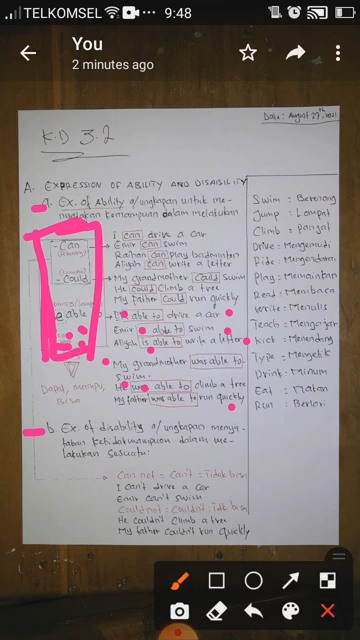 TELKOMSEL 9:48
You
2 minutes ago
Date: August 27th, 2021
K.D 3.2
A. EXPRESSION OF ABILITY AND DISABILITY
a. Ex. of Ability a/ungkapan untuk me-
nyatakan kemampuan dalam melakukan
- Can
- Could
able
Dapat, mampu,
Bisa
I can drive a car
Emir can swim
Raihan can play badminton
Aliyah can write a letter
My grandmother could swim
He could climb a tree
My father could run quickly
able to drive a car
Emir able to swim
Aliyah is able to write a letter
My grandmother was able to
swim
He was able to climb a tree
My father was able to run quickly
b. Ex. of disability a/ungkapan menya-
takan ketidakmampuan dalam me-
lakukan sesuatu:
Can not = Can't = Tidak bisa
I can't drive a car
Emir can't swim
Could not = Couldn't = Tdk bisa
He couldn't climb a tree
My father couldn't run quickly
Swim : Berenang
Jump : Lompat
Climb : panjat
Drive : Mengemudi
Ride : Mengendarai
Play : Memainkan
Read : Membaca
Write : Menulis
Teach : Mengajar
Kick : Menendang
Type : Mengetik
Drink : Minum
Eat : Makan
Run : Berlari